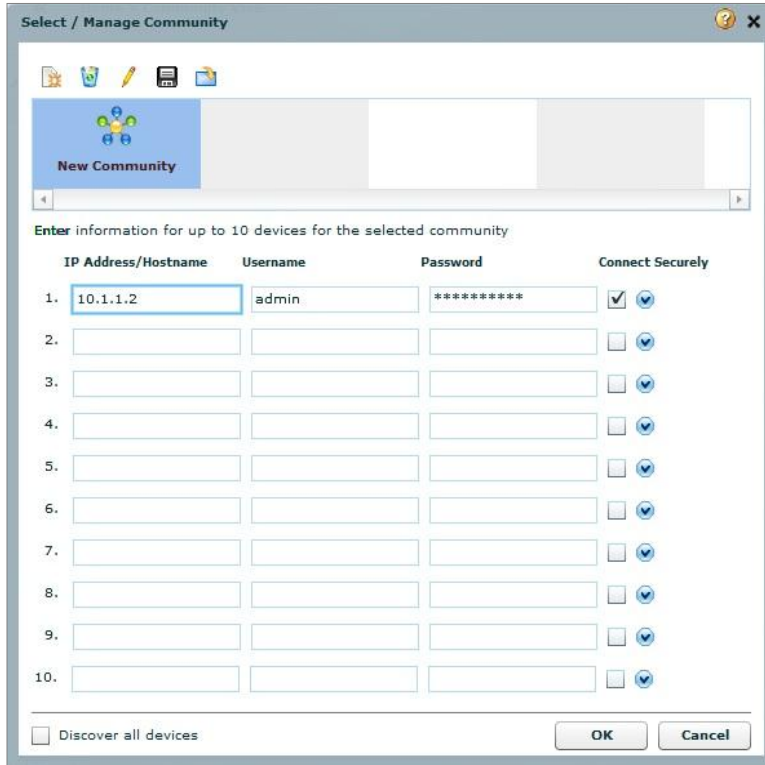 Select / Manage Community
New Community
Enter information for up to 10 devices for the selected community
IP Address/Hostname Username Password Connect Securely
1. 10.1.1.2 admin **********
2.
3.
4.
5.
6.
7.
8.
9.
10.
Discover all devices OK Cancel